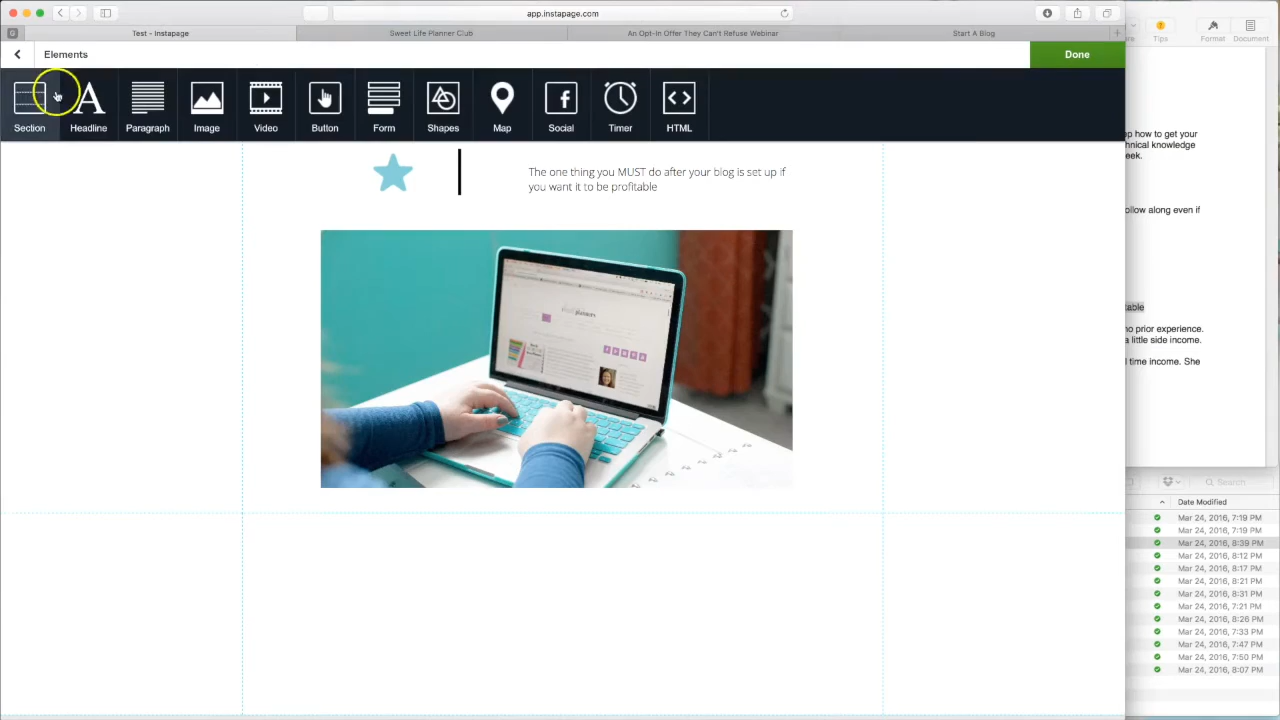 app.instapage.com
Test - Instapage
Sweet Life Planner Club
An Opt-In Offer They Can't Refuse Webinar
Start A Blog
Tips
Format
Document
Elements
Done
Section
Headline
Paragraph
Image
Video
Button
Form
Shapes
Map
Social
Timer
HTML
p how to get your
hnical knowledge
eek.
The one thing you MUST do after your blog is set up if
you want it to be profitable
ollow along even if
table
no prior experience.
a little side income.
l time income. She
Search
Date Modified
Mar 24, 2016, 7:19 PM
Mar 24, 2016, 7:19 PM
Mar 24, 2016, 8:39 PM
Mar 24, 2016, 8:12 PM
Mar 24, 2016, 8:17 PM
Mar 24, 2016, 8:21 PM
Mar 24, 2016, 8:31 PM
Mar 24, 2016, 7:21 PM
Mar 24, 2016, 8:26 PM
Mar 24, 2016, 7:33 PM
Mar 24, 2016, 7:47 PM
Mar 24, 2016, 7:50 PM
Mar 24, 2016, 8:07 PM